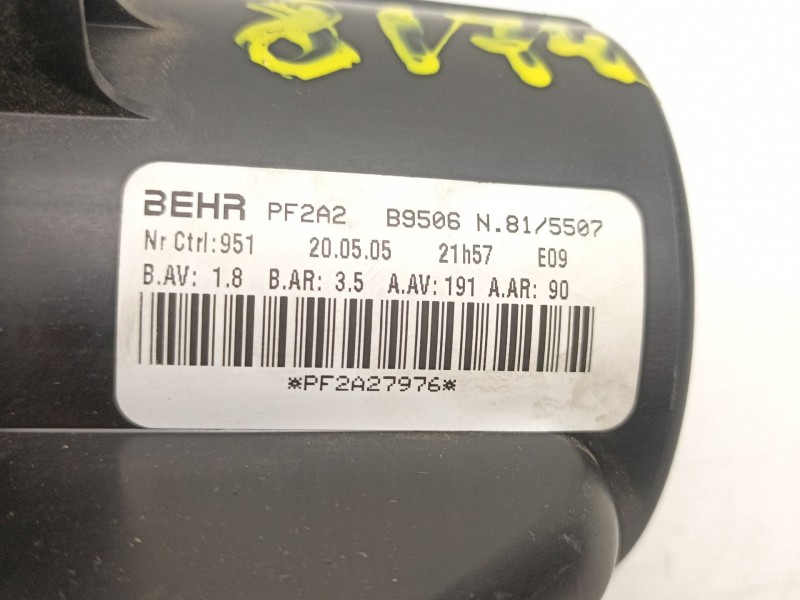 BEHR PF2A2 B9506 N.81/5507
Nr Ctrl:951 20.05.05 21h57 E09
B.AV: 1.8 B.AR: 3.5 A.AV: 191 A.AR: 90
*PF2A27976*